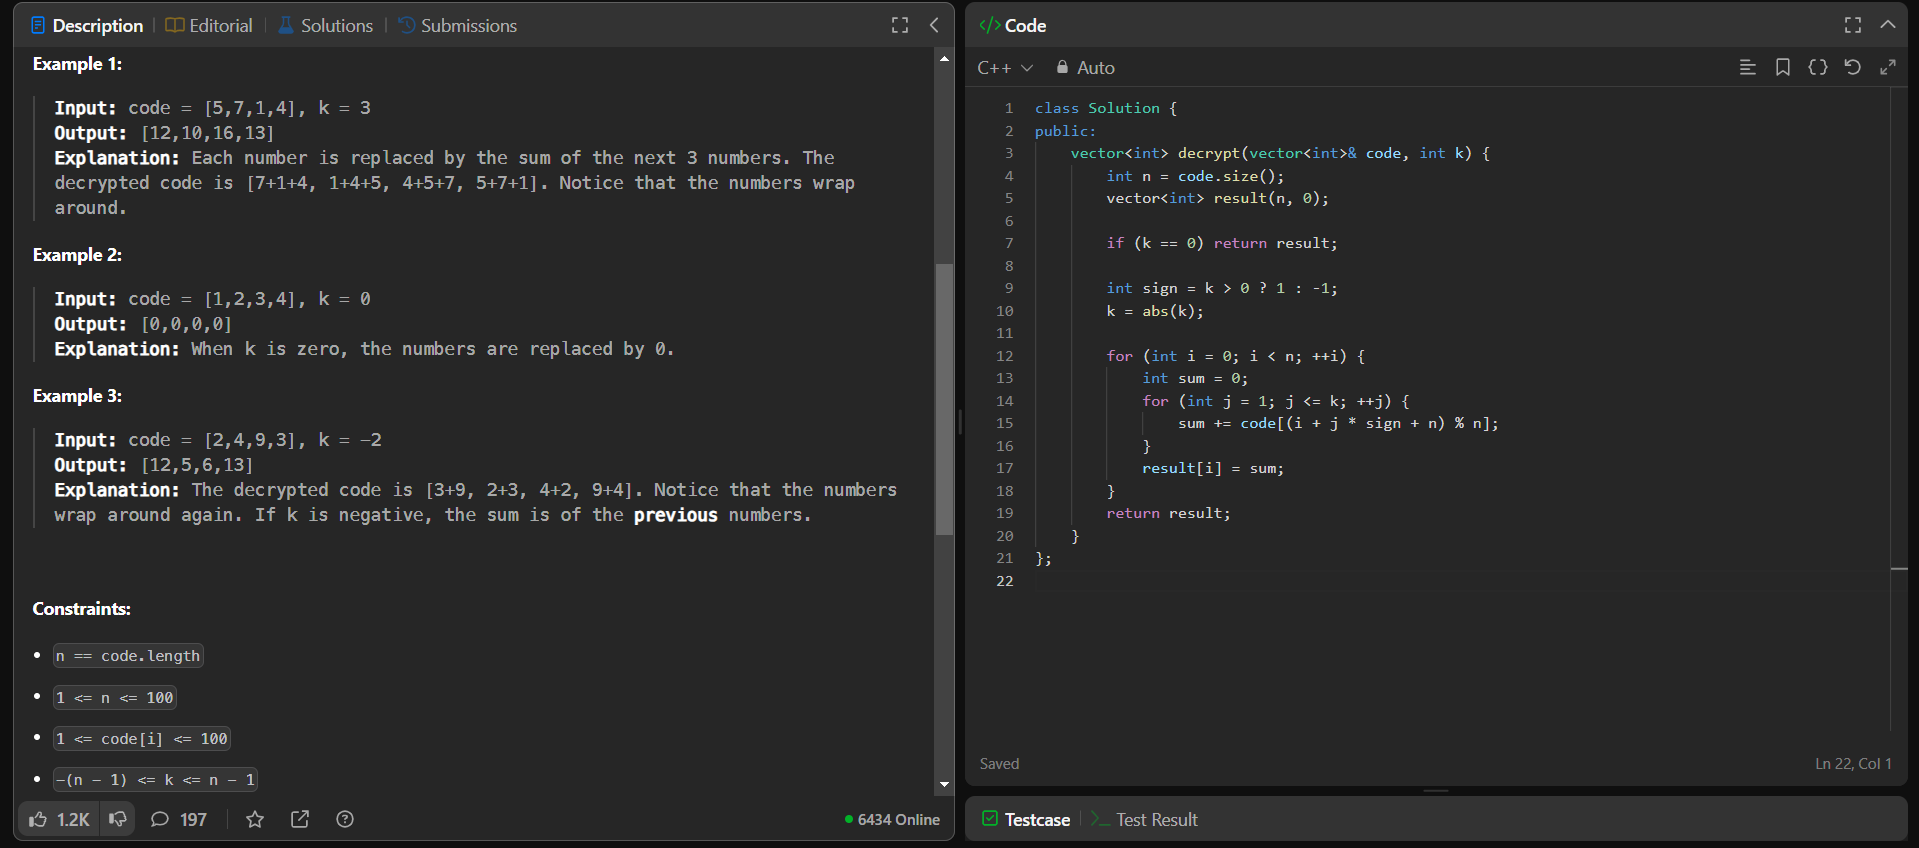 Description | Editorial | Solutions | Submissions
Example 1:
Input: code = [5,7,1,4], k = 3
Output: [12,10,16,13]
Explanation: Each number is replaced by the sum of the next 3 numbers. The
decrypted code is [7+1+4, 1+4+5, 4+5+7, 5+7+1]. Notice that the numbers wrap
around.
Example 2:
Input: code = [1,2,3,4], k = 0
Output: [0,0,0,0]
Explanation: When k is zero, the numbers are replaced by 0.
Example 3:
Input: code = [2,4,9,3], k = −2
Output: [12,5,6,13]
Explanation: The decrypted code is [3+9, 2+3, 4+2, 9+4]. Notice that the numbers
wrap around again. If k is negative, the sum is of the previous numbers.
Constraints:
• n == code.length
• 1 <= n <= 100
• 1 <= code[i] <= 100
• −(n − 1) <= k <= n − 1
1.2K 197 6434 Online
</> Code
C++ Auto
1 class Solution {
2 public:
3     vector<int> decrypt(vector<int>& code, int k) {
4         int n = code.size();
5         vector<int> result(n, 0);
6
7         if (k == 0) return result;
8
9         int sign = k > 0 ? 1 : -1;
10         k = abs(k);
11
12         for (int i = 0; i < n; ++i) {
13             int sum = 0;
14             for (int j = 1; j <= k; ++j) {
15                 sum += code[(i + j * sign + n) % n];
16             }
17             result[i] = sum;
18         }
19         return result;
20     }
21 };
22
Saved Ln 22, Col 1
Testcase | >_ Test Result